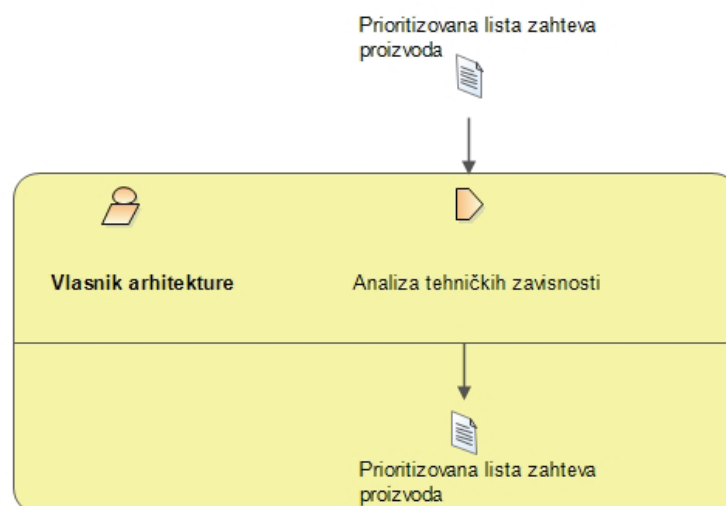 Prioritizovana lista zahteva
proizvoda
Vlasnik arhitekture
Analiza tehničkih zavisnosti
Prioritizovana lista zahteva
proizvoda